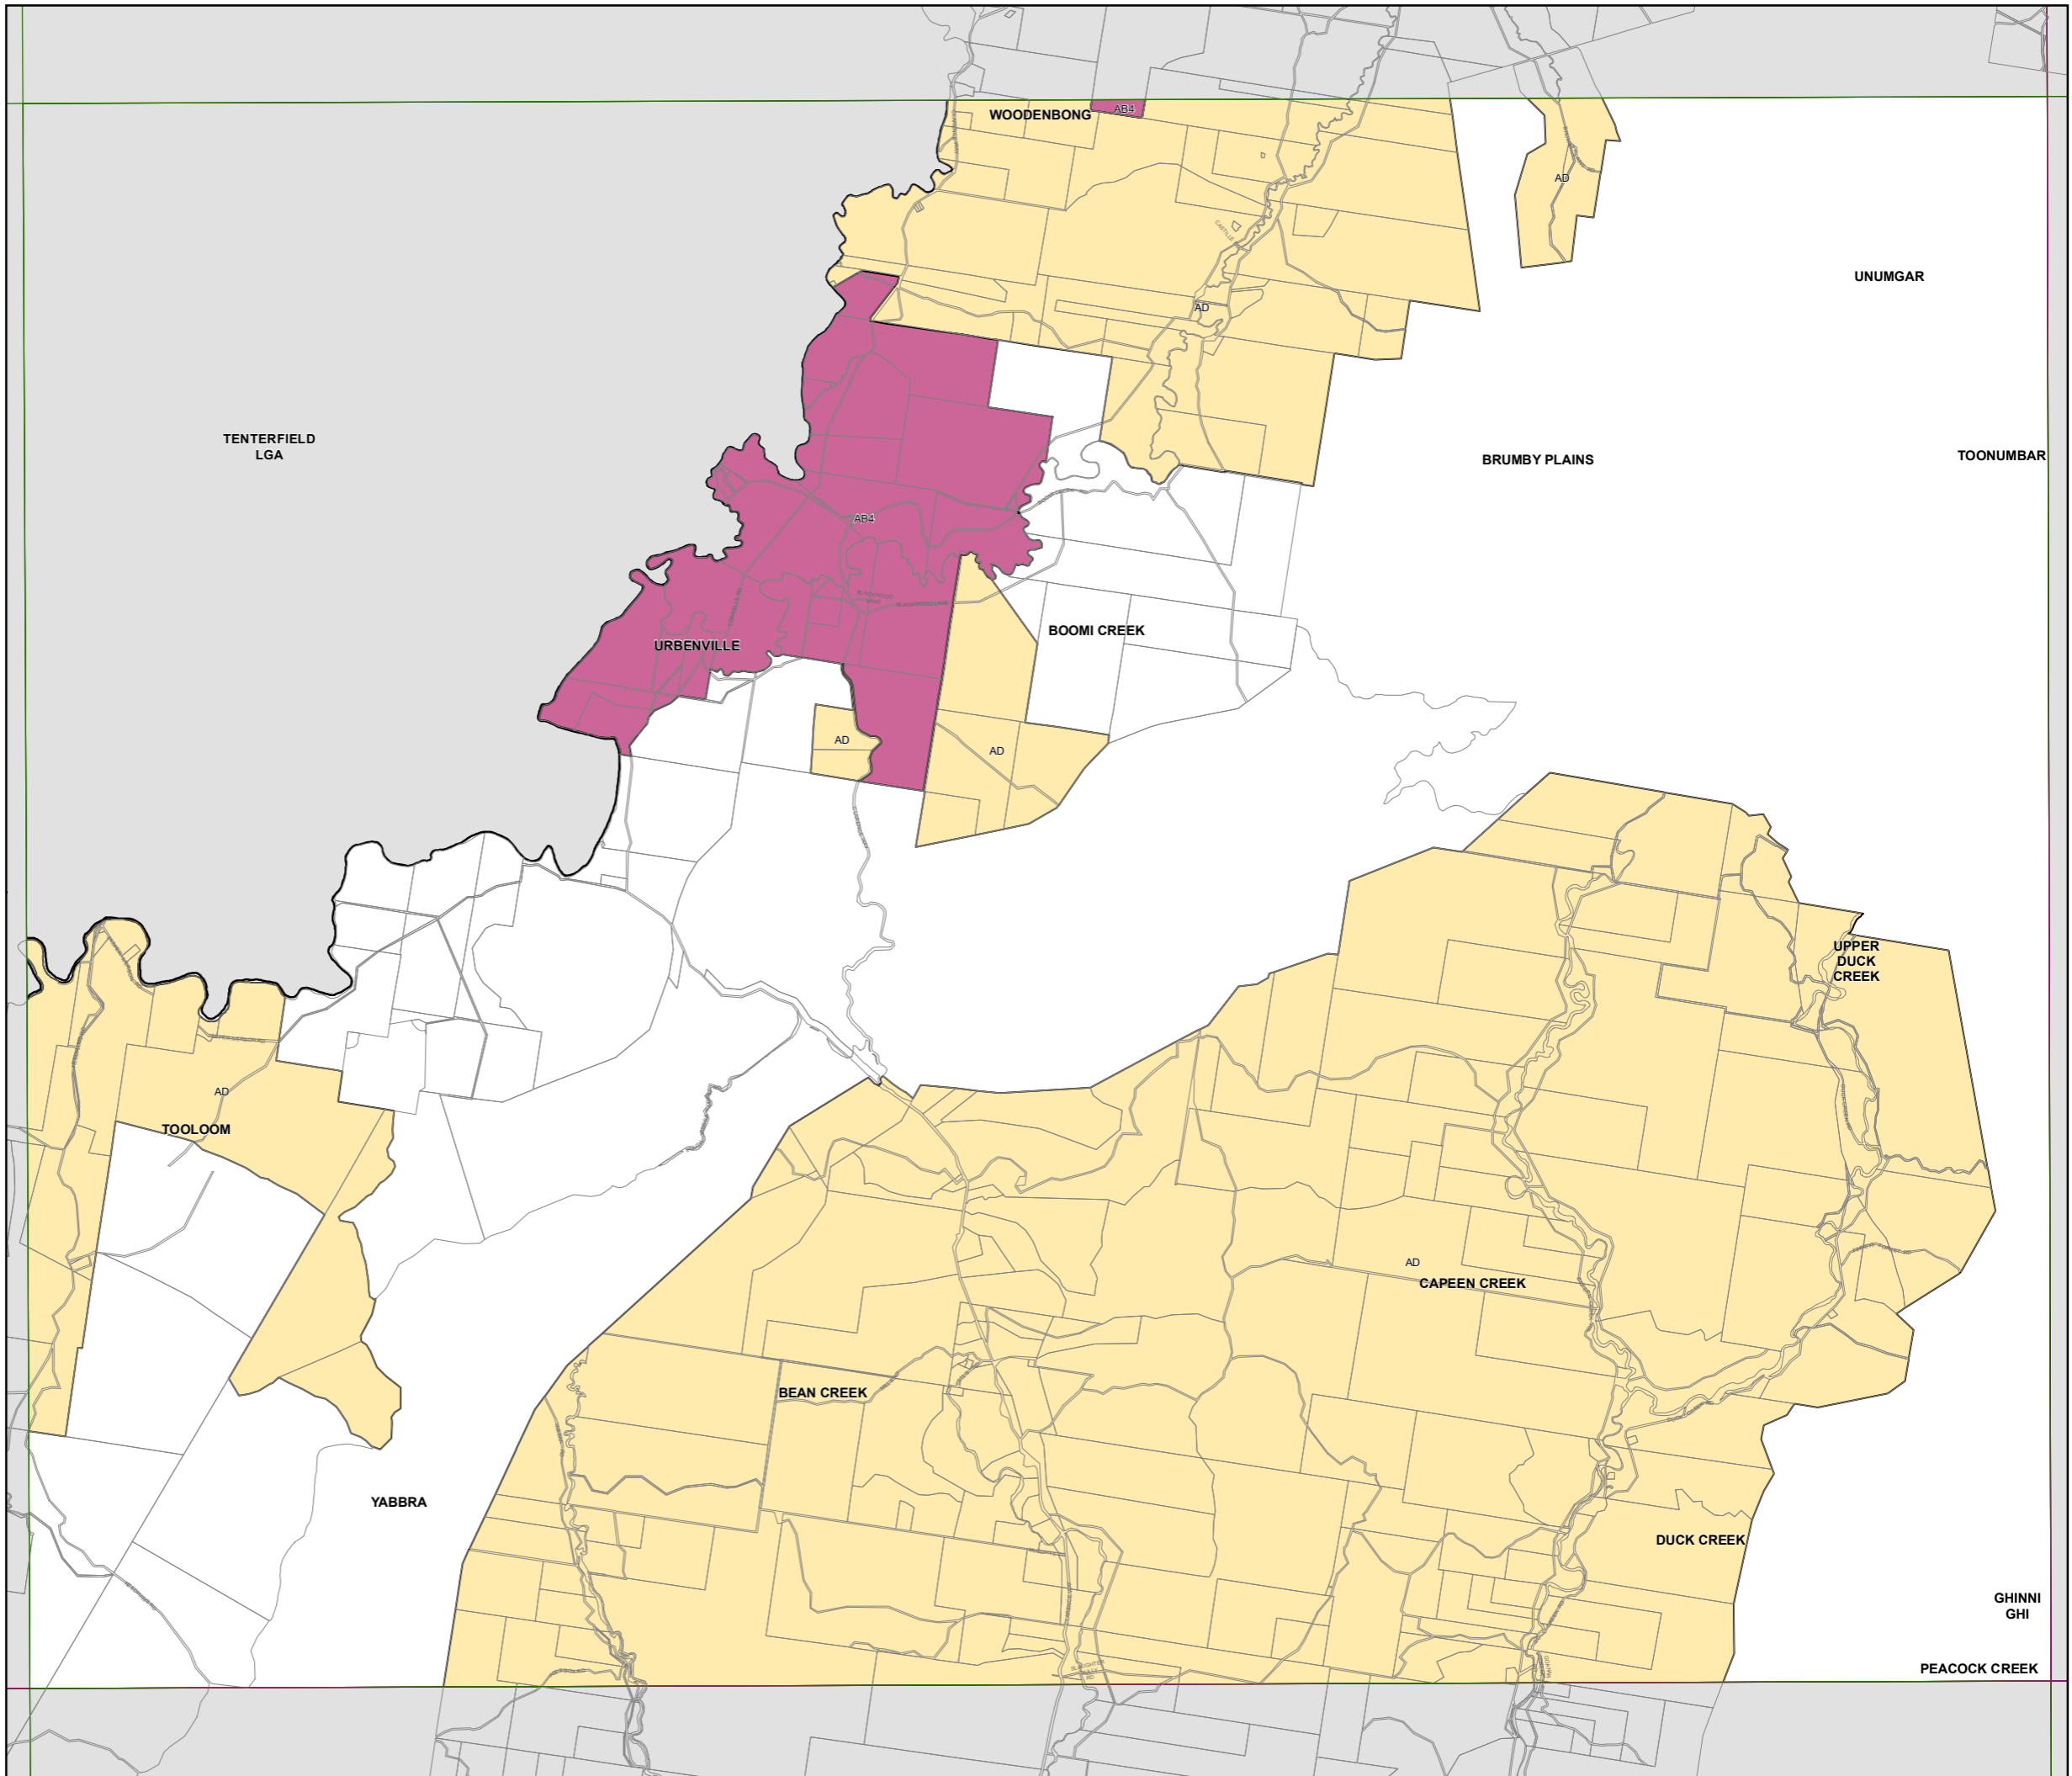 WOODENBONG
AB4
AD
UNUMGAR
AD
TENTERFIELD
LGA
BRUMBY PLAINS
TOONUMBAR
AB4
BOOMI CREEK
URBENVILLE
AD
AD
UPPER
DUCK
CREEK
AD
TOOLOOM
AD
CAPEEN CREEK
BEAN CREEK
YABBRA
DUCK CREEK
GHINNI
GHI
PEACOCK CREEK